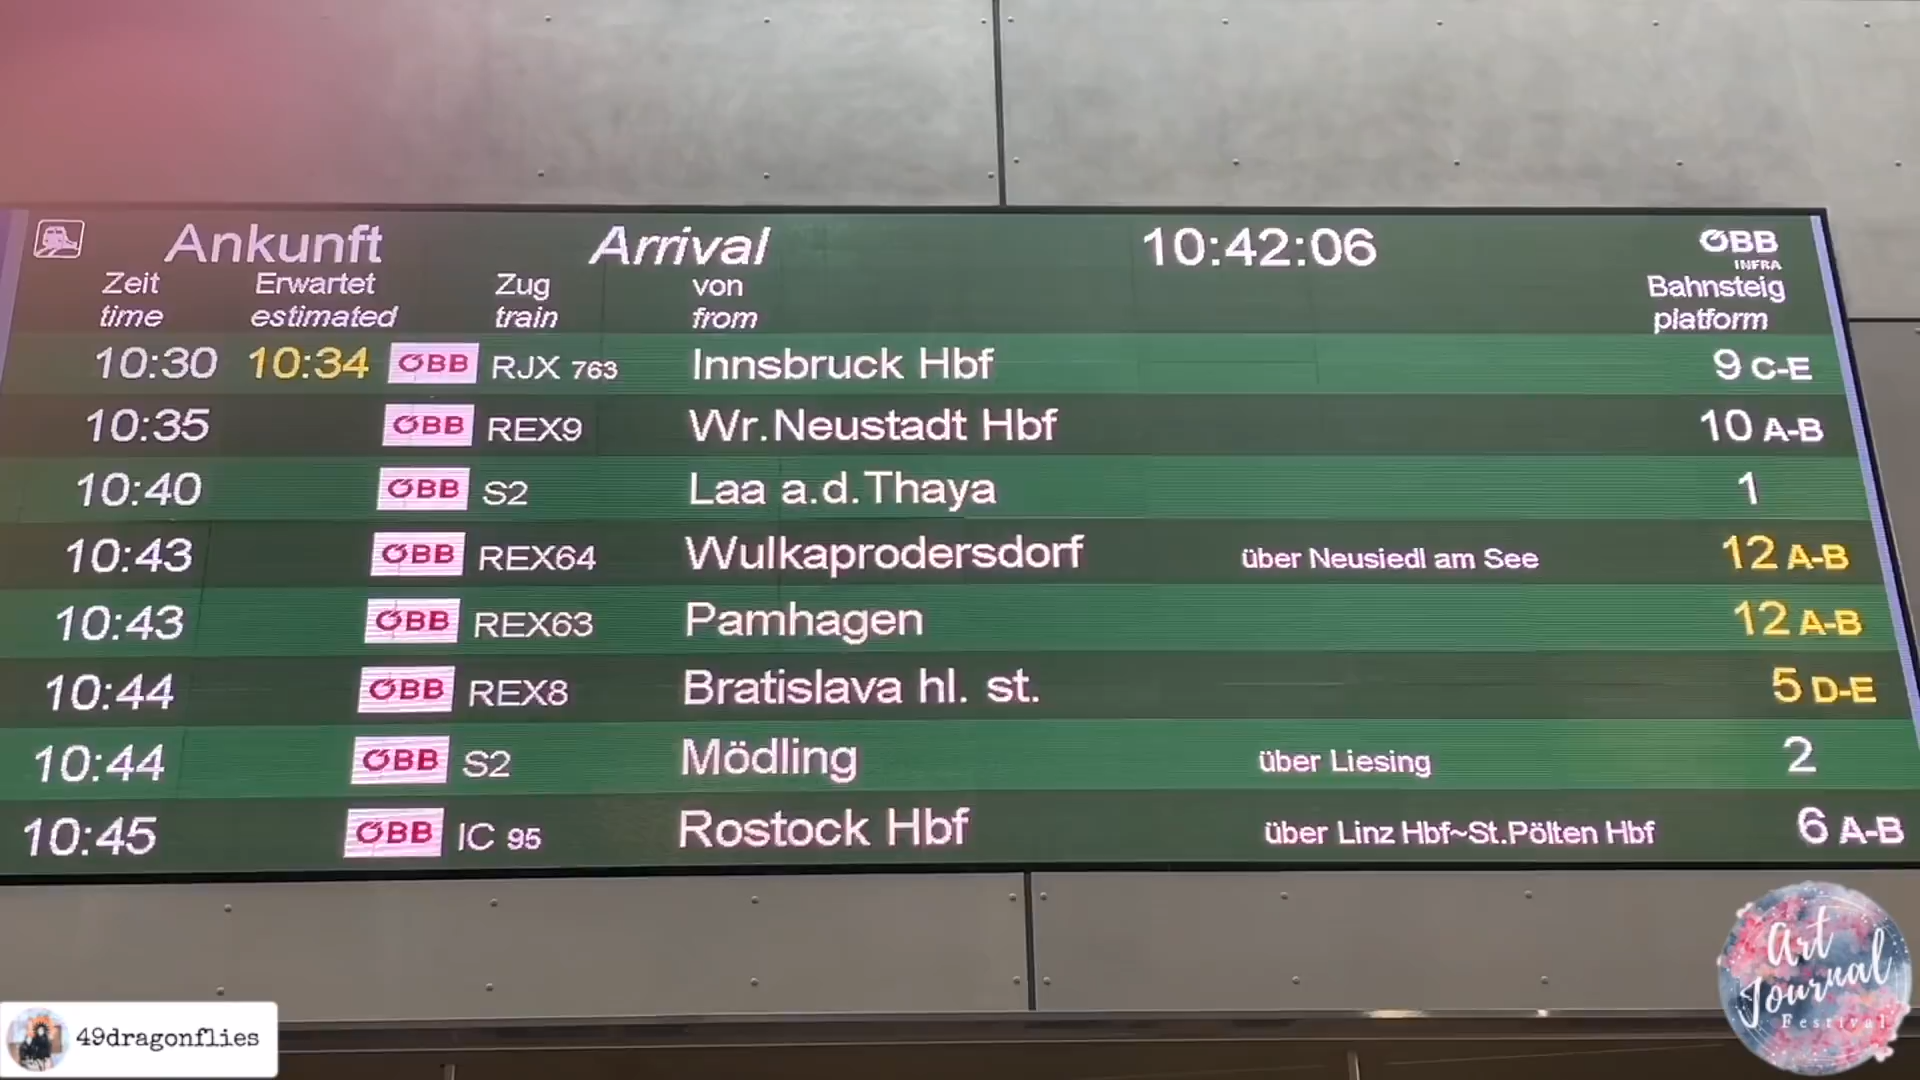 Ankunft Arrival 10:42:06 ÖBB
INFRA
Zeit Erwartet Zug von Bahnsteig
time estimated train from platform
10:30 10:34 ÖBB RJX 763 Innsbruck Hbf 9 C-E
10:35 ÖBB REX9 Wr.Neustadt Hbf 10 A-B
10:40 ÖBB S2 Laa a.d.Thaya 1
10:43 ÖBB REX64 Wulkaprodersdorf über Neusiedl am See 12 A-B
10:43 ÖBB REX63 Pamhagen 12 A-B
10:44 ÖBB REX8 Bratislava hl. st. 5 D-E
10:44 ÖBB S2 Mödling über Liesing 2
10:45 ÖBB IC 95 Rostock Hbf über Linz Hbf~St.Pölten Hbf 6 A-B
Art
Journal
Festival
49dragonflies